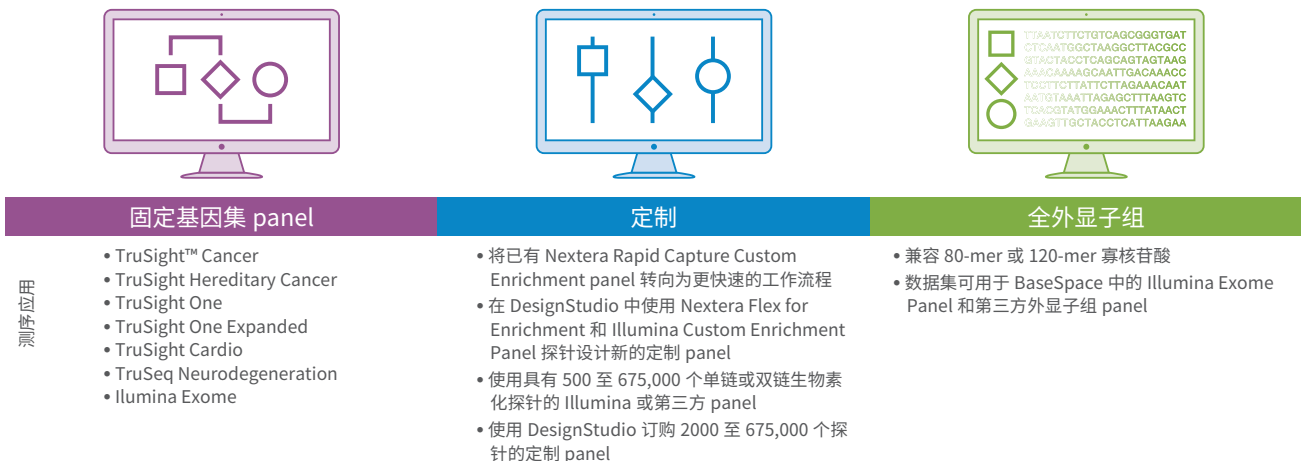 TTAATCTTCTGTCAGCGGGTGAT
CTCAATGGCTAAGGCTTACGCC
GTACTACCTCAGCAGTAGTAAG
AAACAAAAGCAATTGACAAACC
TCCTTCTTATTCTTAGAAACAAT
AATGTAAATTAGAGCTTTAAGTC
TCACGTATGGAAACTTTATAACT
GAAGTTGCTACCTCATTAAGAA
固定基因集 panel
定制
全外显子组
测序应用
• TruSight™ Cancer
• TruSight Hereditary Cancer
• TruSight One
• TruSight One Expanded
• TruSight Cardio
• TruSeq Neurodegeneration
• Ilumina Exome
• 将已有 Nextera Rapid Capture Custom
Enrichment panel 转向为更快速的工作流程
• 在 DesignStudio 中使用 Nextera Flex for
Enrichment 和 Illumina Custom Enrichment
Panel 探针设计新的定制 panel
• 使用具有 500 至 675,000 个单链或双链生物素
化探针的 Illumina 或第三方 panel
• 使用 DesignStudio 订购 2000 至 675,000 个探
针的定制 panel
• 兼容 80-mer 或 120-mer 寡核苷酸
• 数据集可用于 BaseSpace 中的 Illumina Exome
Panel 和第三方外显子组 panel